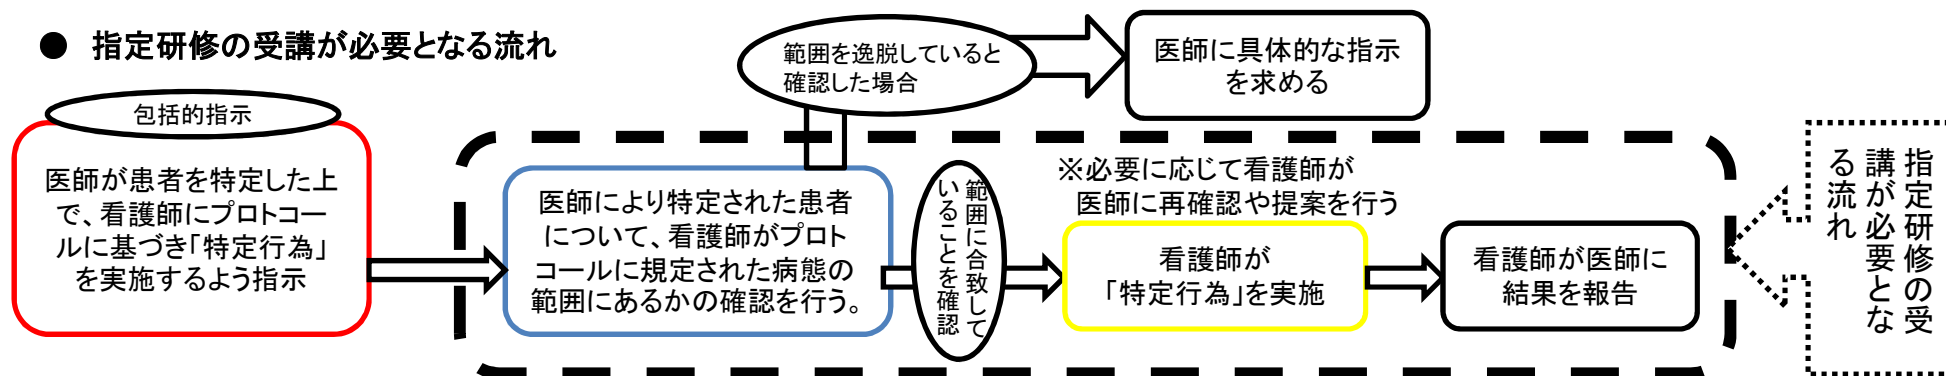 ● 指定研修の受講が必要となる流れ
包括的指示
医師が患者を特定した上
で、看護師にプロトコー
ルに基づき「特定行為」
を実施するよう指示
範囲を逸脱していると
確認した場合
医師に具体的な指示
を求める
医師により特定された患者
について、看護師がプロト
コールに規定された病態の
範囲にあるかの確認を行う。
範囲に合致して
いることを確認
※必要に応じて看護師が
医師に再確認や提案を行う
看護師が
「特定行為」を実施
看護師が医師に
結果を報告
指定研修の受
講が必要とな
る流れ